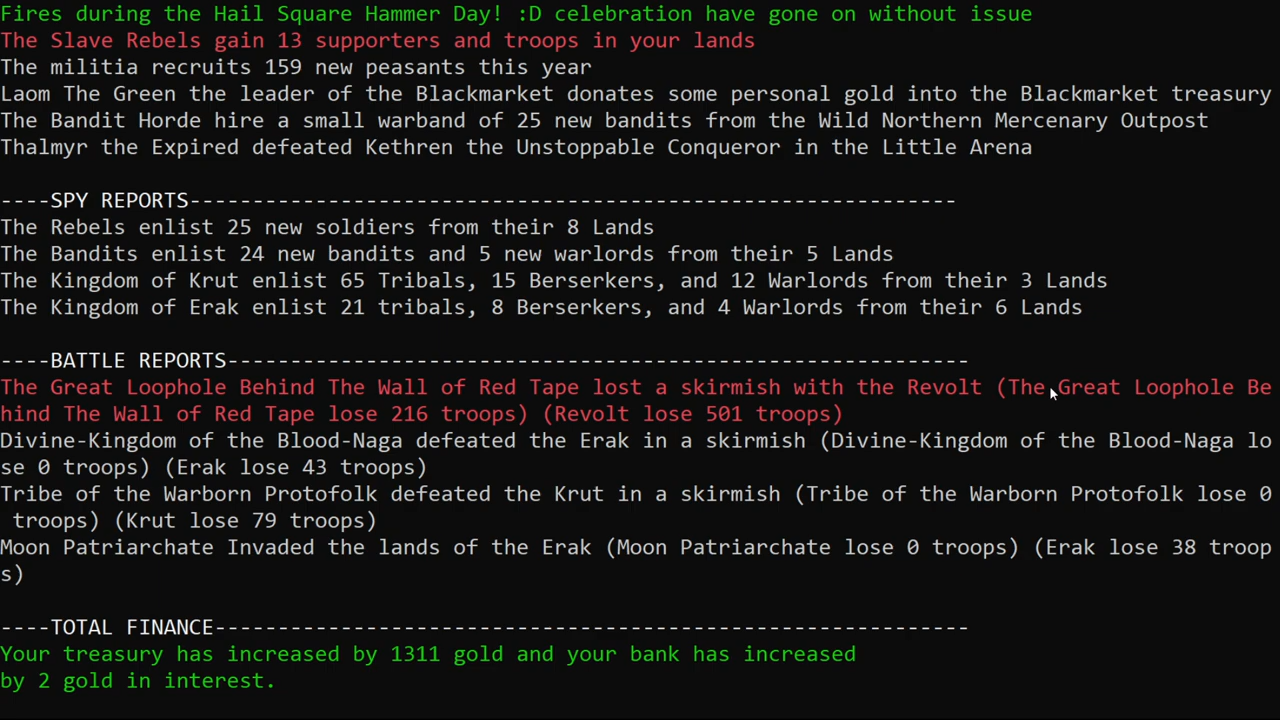 Fires during the Hail Square Hammer Day! :D celebration have gone on without issue
The Slave Rebels gain 13 supporters and troops in your lands
The militia recruits 159 new peasants this year
Laom The Green the leader of the Blackmarket donates some personal gold into the Blackmarket treasury
The Bandit Horde hire a small warband of 25 new bandits from the Wild Northern Mercenary Outpost
Thalmyr the Expired defeated Kethren the Unstoppable Conqueror in the Little Arena
----SPY REPORTS-------------------------------------------------------------
The Rebels enlist 25 new soldiers from their 8 Lands
The Bandits enlist 24 new bandits and 5 new warlords from their 5 Lands
The Kingdom of Krut enlist 65 Tribals, 15 Berserkers, and 12 Warlords from their 3 Lands
The Kingdom of Erak enlist 21 tribals, 8 Berserkers, and 4 Warlords from their 6 Lands
----BATTLE REPORTS-----------------------------------------------------------
The Great Loophole Behind The Wall of Red Tape lost a skirmish with the Revolt (The Great Loophole Be
hind The Wall of Red Tape lose 216 troops) (Revolt lose 501 troops)
Divine-Kingdom of the Blood-Naga defeated the Erak in a skirmish (Divine-Kingdom of the Blood-Naga lo
se 0 troops) (Erak lose 43 troops)
Tribe of the Warborn Protofolk defeated the Krut in a skirmish (Tribe of the Warborn Protofolk lose 0
 troops) (Krut lose 79 troops)
Moon Patriarchate Invaded the lands of the Erak (Moon Patriarchate lose 0 troops) (Erak lose 38 troop
s)
----TOTAL FINANCE------------------------------------------------------------
Your treasury has increased by 1311 gold and your bank has increased
by 2 gold in interest.